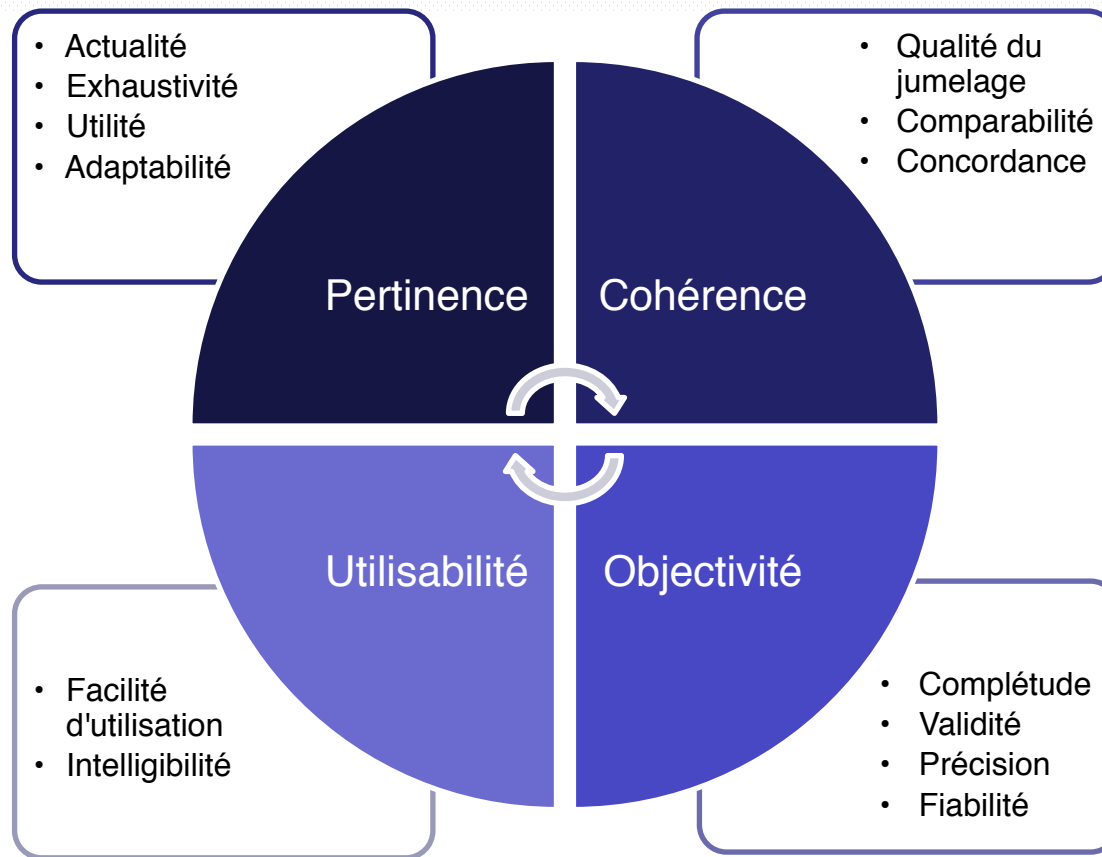 • Actualité
• Exhaustivité
• Utilité
• Adaptabilité
• Qualité du
jumelage
• Comparabilité
• Concordance
Pertinence
Cohérence
Utilisabilité
Objectivité
• Facilité
d'utilisation
• Intelligibilité
• Complétude
• Validité
• Précision
• Fiabilité